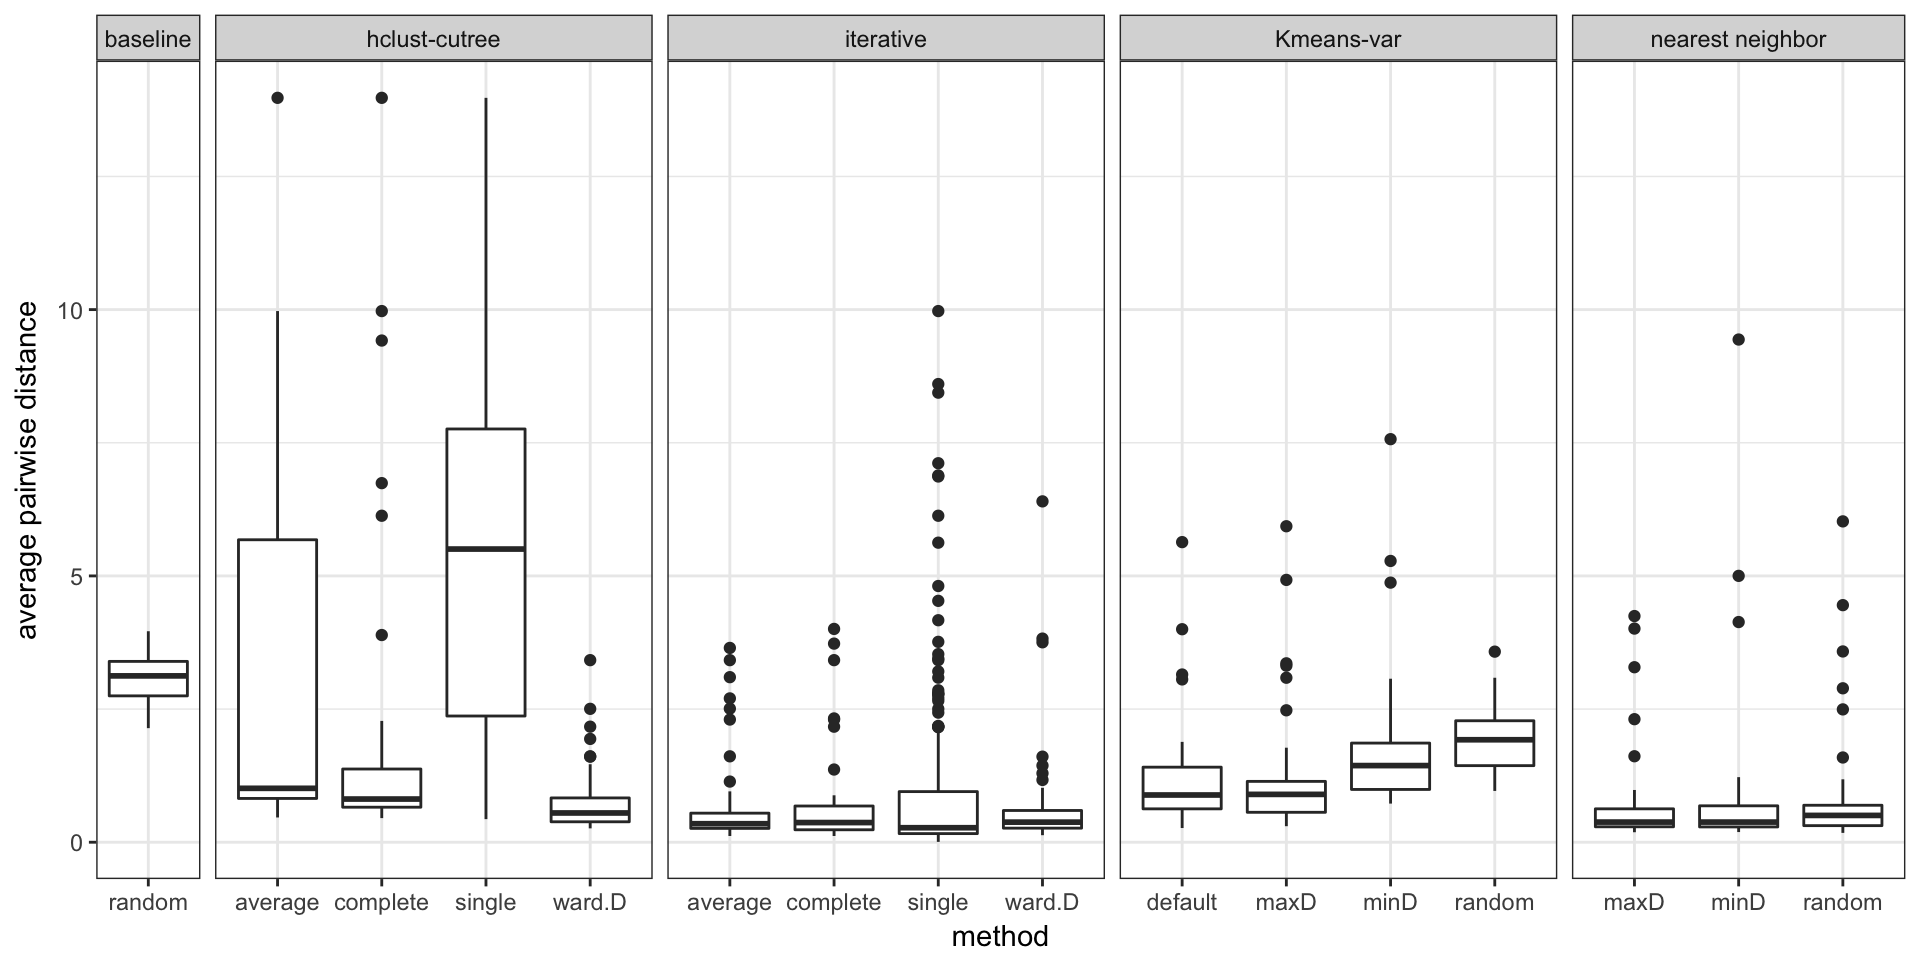 baseline hclust-cutree iterative Kmeans-var nearest neighbor
average pairwise distance
10
5
0
random average complete single ward.D average complete single ward.D default maxD minD random maxD minD random
method